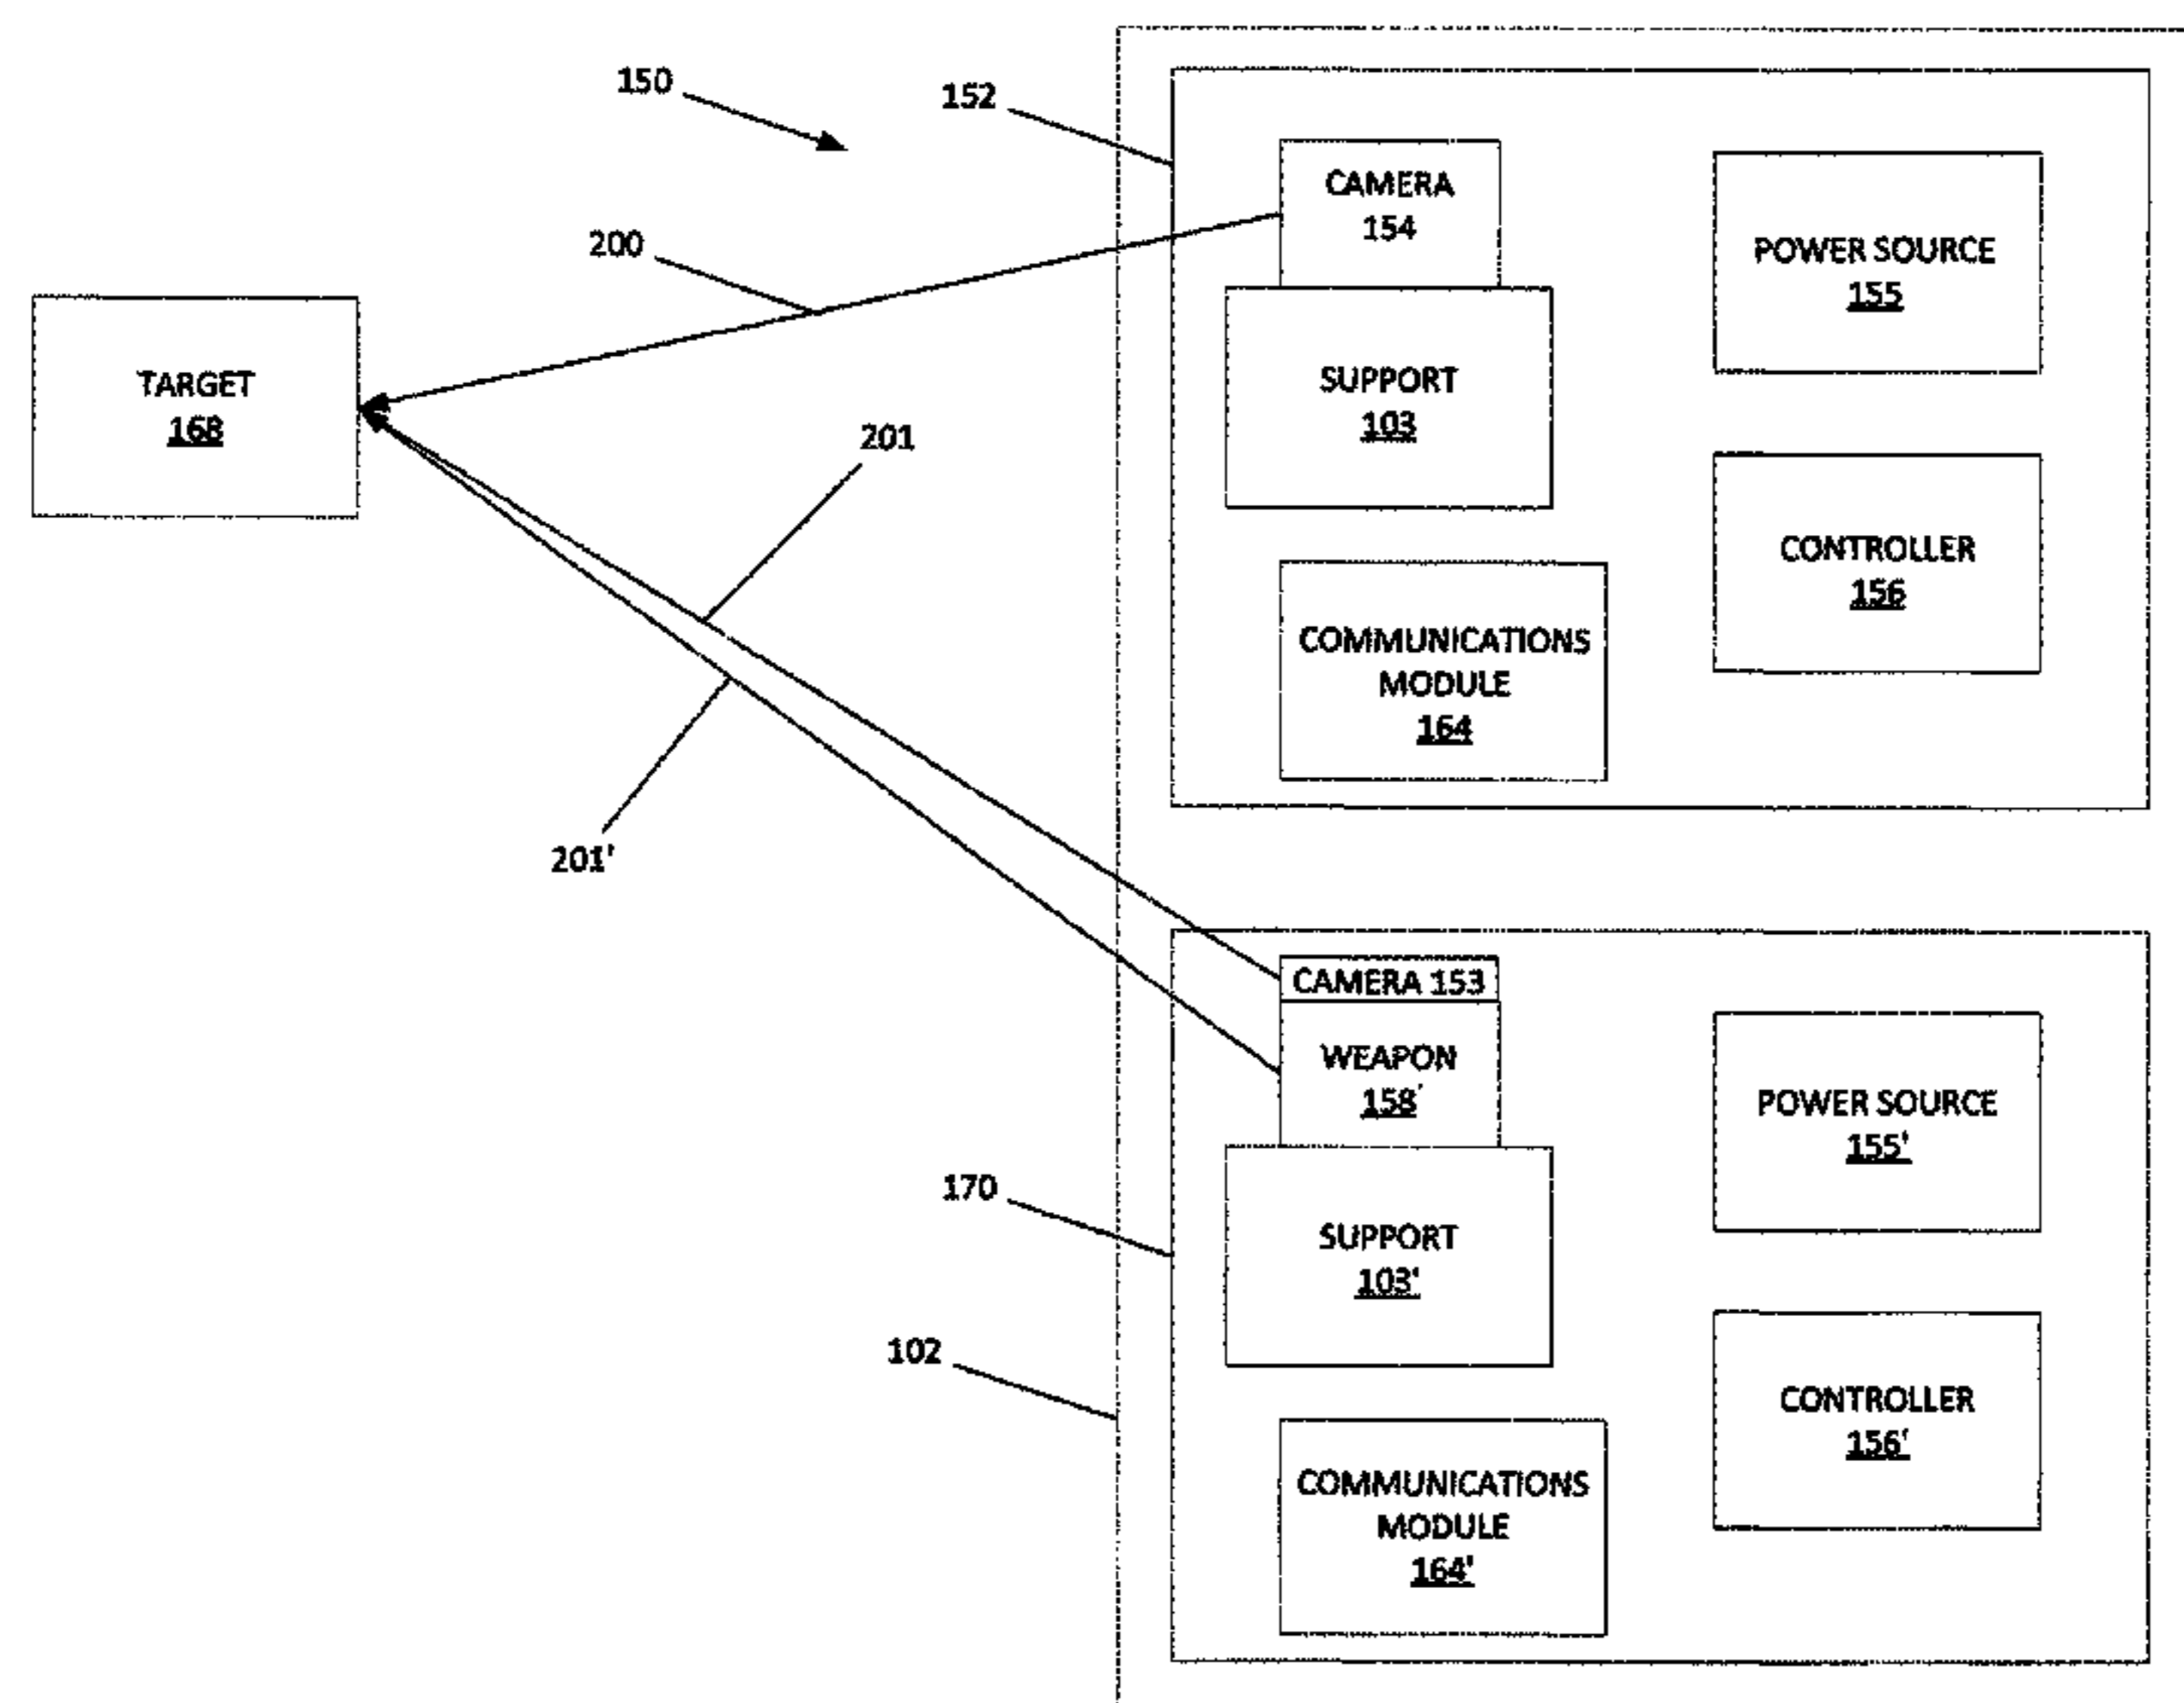 150
152
CAMERA
154
POWER SOURCE
155
200
TARGET
168
SUPPORT
103
201
CONTROLLER
156
COMMUNICATIONS
MODULE
164
201'
CAMERA 153
WEAPON
158'
POWER SOURCE
155'
170
SUPPORT
103'
102
CONTROLLER
156'
COMMUNICATIONS
MODULE
164'